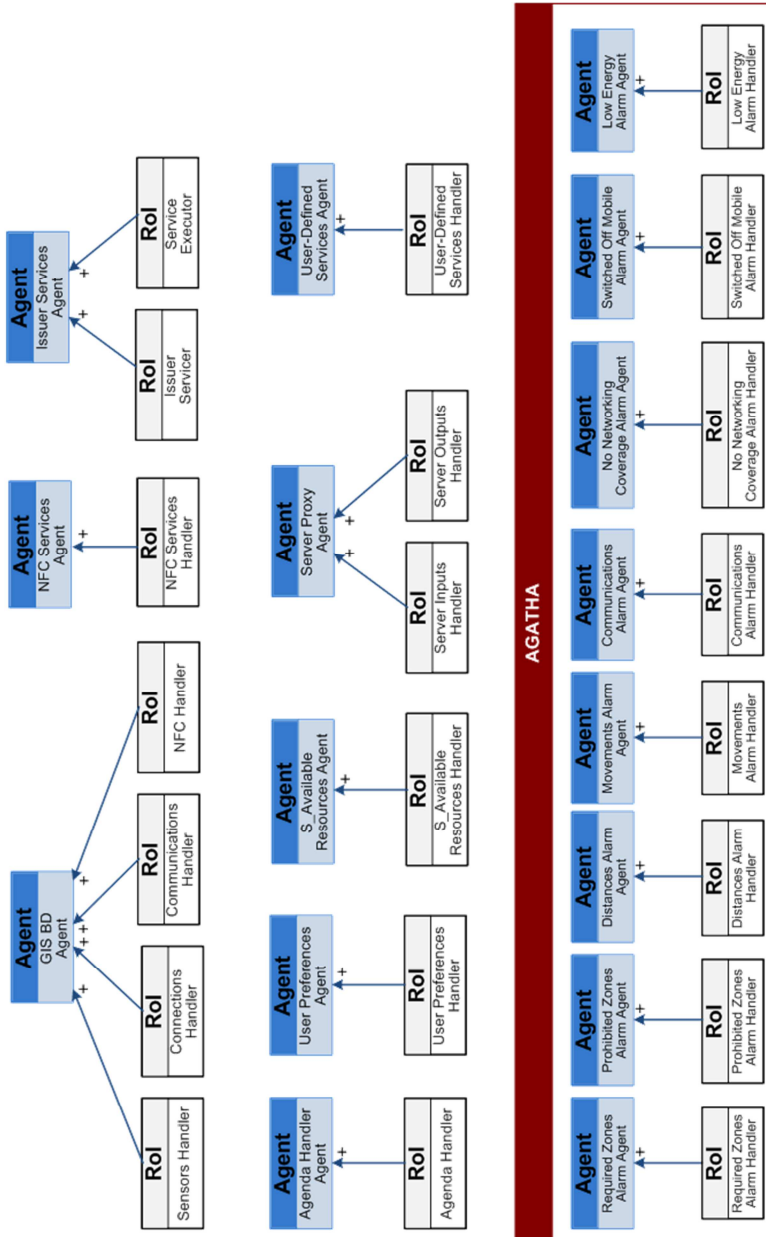 Agent
GIS BD
Agent
Agent
NFC Services
Agent
Agent
Issuer Services
Agent
Rol
Sensors Handler
Rol
Connections
Handler
Rol
Communications
Handler
Rol
NFC Handler
Rol
NFC Services
Handler
Rol
Issuer
Servicer
Rol
Service
Executor
+
+
+
+
+
+
+
Agent
Agenda Handler
Agent
Agent
User Preferences
Agent
Agent
S_Available
Resources Agent
Agent
Server Proxy
Agent
Agent
User-Defined
Services Agent
+
+
+
+
+
+
Rol
Agenda Handler
Rol
User Preferences
Handler
Rol
S_Available
Resources Handler
Rol
Server Inputs
Handler
Rol
Server Outputs
Handler
Rol
User-Defined
Services Handler
AGATHA
Agent
Required Zones
Alarm Agent
Agent
Prohibited Zones
Alarm Agent
Agent
Distances Alarm
Agent
Agent
Movements Alarm
Agent
Agent
Communications
Alarm Agent
Agent
No Networking
Coverage Alarm Agent
Agent
Switched Off Mobile
Alarm Agent
Agent
Low Energy
Alarm Agent
+
+
+
+
+
+
+
+
Rol
Required Zones
Alarm Handler
Rol
Prohibited Zones
Alarm Handler
Rol
Distances Alarm
Handler
Rol
Movements
Alarm Handler
Rol
Communications
Alarm Handler
Rol
No Networking
Coverage Alarm Handler
Rol
Switched Off Mobile
Alarm Handler
Rol
Low Energy
Alarm Handler